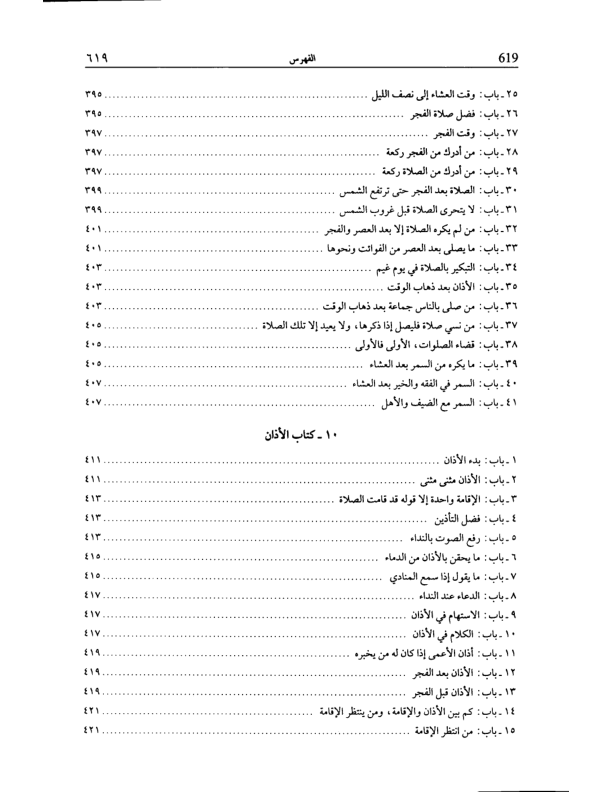 619 الفهرس ٦١٩
٢٥ ـ باب: وقت العشاء إلى نصف الليل ........ ٣٩٥
٢٦ ـ باب: فضل صلاة الفجر ........ ٣٩٥
٢٧ ـ باب: وقت الفجر ........ ٣٩٧
٢٨ ـ باب: من أدرك من الفجر ركعة ........ ٣٩٧
٢٩ ـ باب: من أدرك من الصلاة ركعة ........ ٣٩٧
٣٠ ـ باب: الصلاة بعد الفجر حتى ترتفع الشمس ........ ٣٩٩
٣١ ـ باب: لا يتحرى الصلاة قبل غروب الشمس ........ ٣٩٩
٣٢ ـ باب: من لم يكره الصلاة إلا بعد العصر والفجر ........ ٤٠١
٣٣ ـ باب: ما يصلى بعد العصر من الفوائت ونحوها ........ ٤٠١
٣٤ ـ باب: التبكير بالصلاة في يوم غيم ........ ٤٠٣
٣٥ ـ باب: الأذان بعد ذهاب الوقت ........ ٤٠٣
٣٦ ـ باب: من صلى بالناس جماعة بعد ذهاب الوقت ........ ٤٠٣
٣٧ ـ باب: من نسي صلاة فليصل إذا ذكرها، ولا يعيد إلا تلك الصلاة ........ ٤٠٥
٣٨ ـ باب: قضاء الصلوات، الأولى فالأولى ........ ٤٠٥
٣٩ ـ باب: ما يكره من السمر بعد العشاء ........ ٤٠٥
٤٠ ـ باب: السمر في الفقه والخير بعد العشاء ........ ٤٠٧
٤١ ـ باب: السمر مع الضيف والأهل ........ ٤٠٧
١٠ ـ كتاب الأذان
١ ـ باب: بدء الأذان ........ ٤١١
٢ ـ باب: الأذان مثنى مثنى ........ ٤١١
٣ ـ باب: الإقامة واحدة إلا قوله قد قامت الصلاة ........ ٤١٣
٤ ـ باب: فضل التأذين ........ ٤١٣
٥ ـ باب: رفع الصوت بالنداء ........ ٤١٣
٦ ـ باب: ما يحقن بالأذان من الدماء ........ ٤١٥
٧ ـ باب: ما يقول إذا سمع المنادي ........ ٤١٥
٨ ـ باب: الدعاء عند النداء ........ ٤١٧
٩ ـ باب: الاستهام في الأذان ........ ٤١٧
١٠ ـ باب: الكلام في الأذان ........ ٤١٧
١١ ـ باب: أذان الأعمى إذا كان له من يخبره ........ ٤١٩
١٢ ـ باب: الأذان بعد الفجر ........ ٤١٩
١٣ ـ باب: الأذان قبل الفجر ........ ٤١٩
١٤ ـ باب: كم بين الأذان والإقامة، ومن ينتظر الإقامة ........ ٤٢١
١٥ ـ باب: من انتظر الإقامة ........ ٤٢١